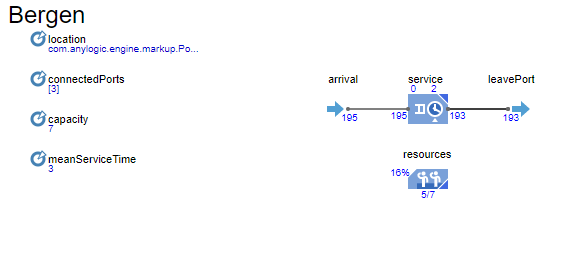 Bergen
location
com.anylogic.engine.markup.Po...
connectedPorts
[3]
capacity
7
meanServiceTime
3
arrival service leavePort
0 2
195 195 193 193
resources
16%
5/7